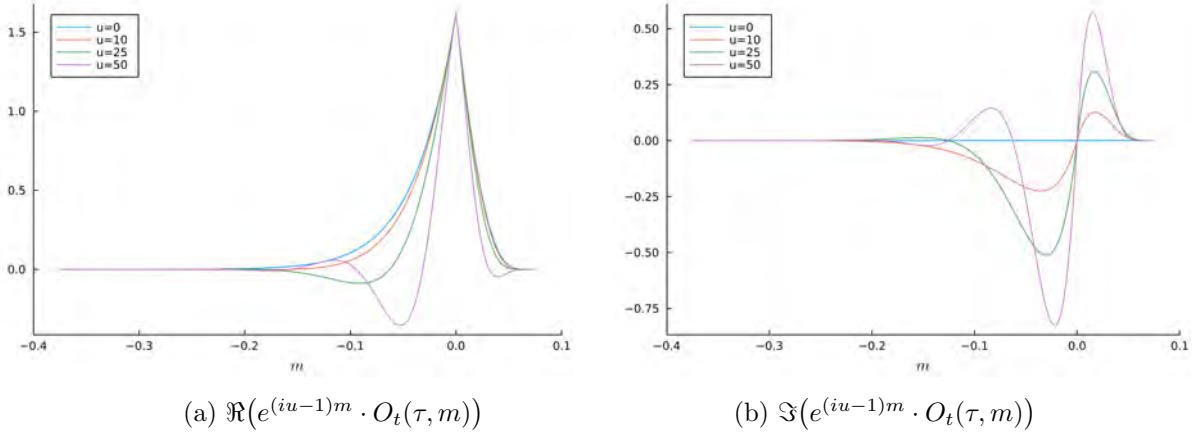 u=0
u=10
u=25
u=50
1.5
1.0
0.5
0.0
−0.4 −0.3 −0.2 −0.1 0.0 0.1
m
(a) ℜ(e^{(iu−1)m} · O_t(τ, m))
u=0
u=10
u=25
u=50
0.50
0.25
0.00
−0.25
−0.50
−0.75
−0.4 −0.3 −0.2 −0.1 0.0 0.1
m
(b) ℑ(e^{(iu−1)m} · O_t(τ, m))